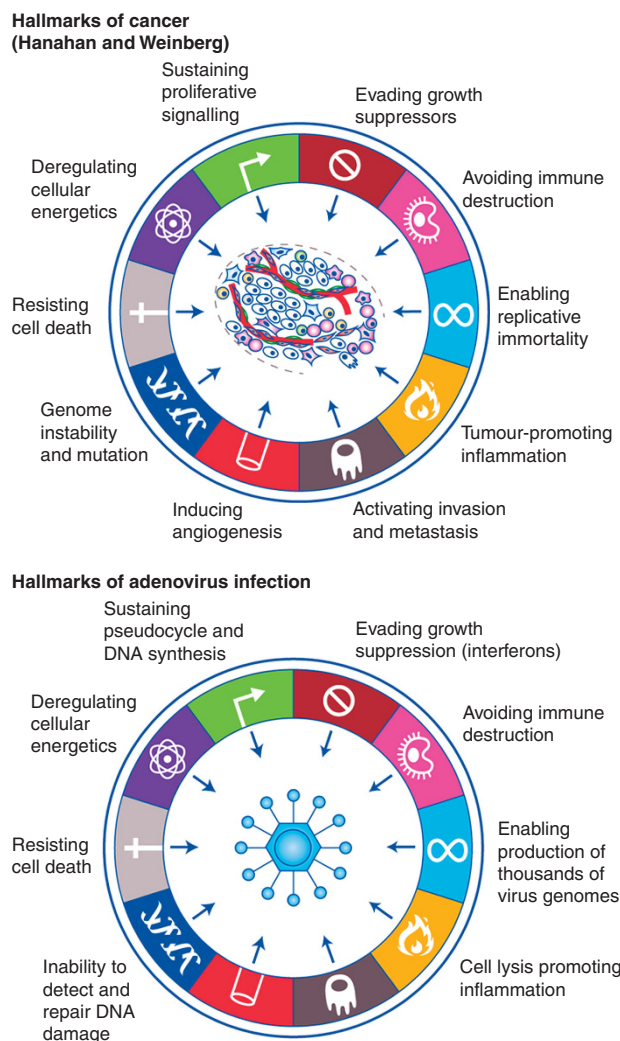 Hallmarks of cancer
(Hanahan and Weinberg)
Sustaining
proliferative
signalling
Evading growth
suppressors
Deregulating
cellular
energetics
Avoiding immune
destruction
Resisting
cell death
Enabling
replicative
immortality
Genome
instability
and mutation
Tumour-promoting
inflammation
Inducing
angiogenesis
Activating invasion
and metastasis
Hallmarks of adenovirus infection
Sustaining
pseudocycle and
DNA synthesis
Evading growth
suppression (interferons)
Deregulating
cellular
energetics
Avoiding immune
destruction
Resisting
cell death
Enabling
production of
thousands of
virus genomes
Inability to
detect and
repair DNA
damage
Cell lysis promoting
inflammation